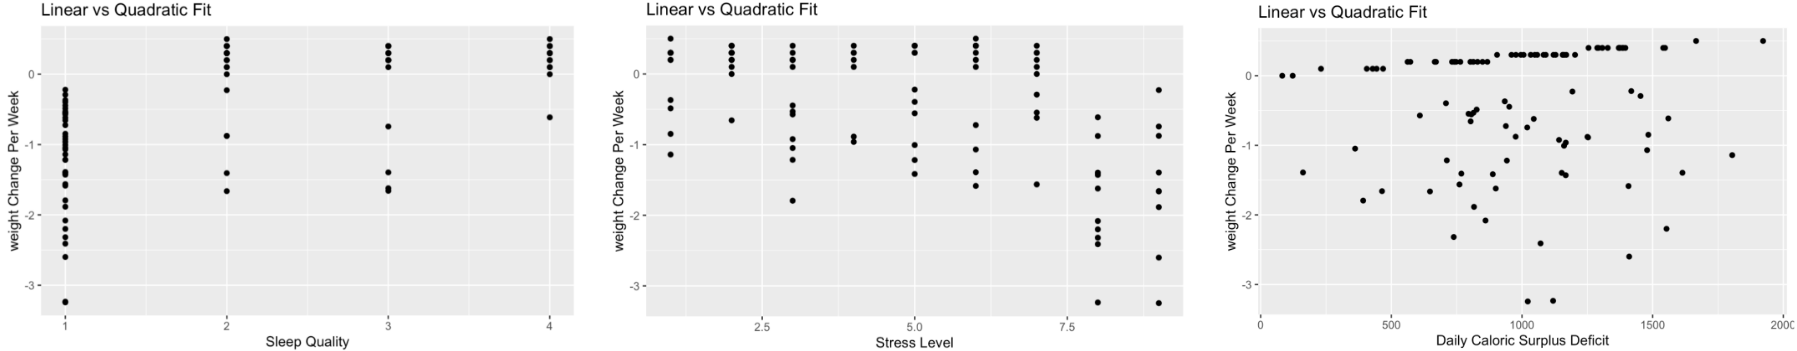 Linear vs Quadratic Fit
weight Change Per Week
0
-1
-2
-3
1
2
3
4
Sleep Quality
Linear vs Quadratic Fit
weight Change Per Week
0
-1
-2
-3
2.5
5.0
7.5
Stress Level
Linear vs Quadratic Fit
weight Change Per Week
0
-1
-2
-3
0
500
1000
1500
2000
Daily Caloric Surplus Deficit